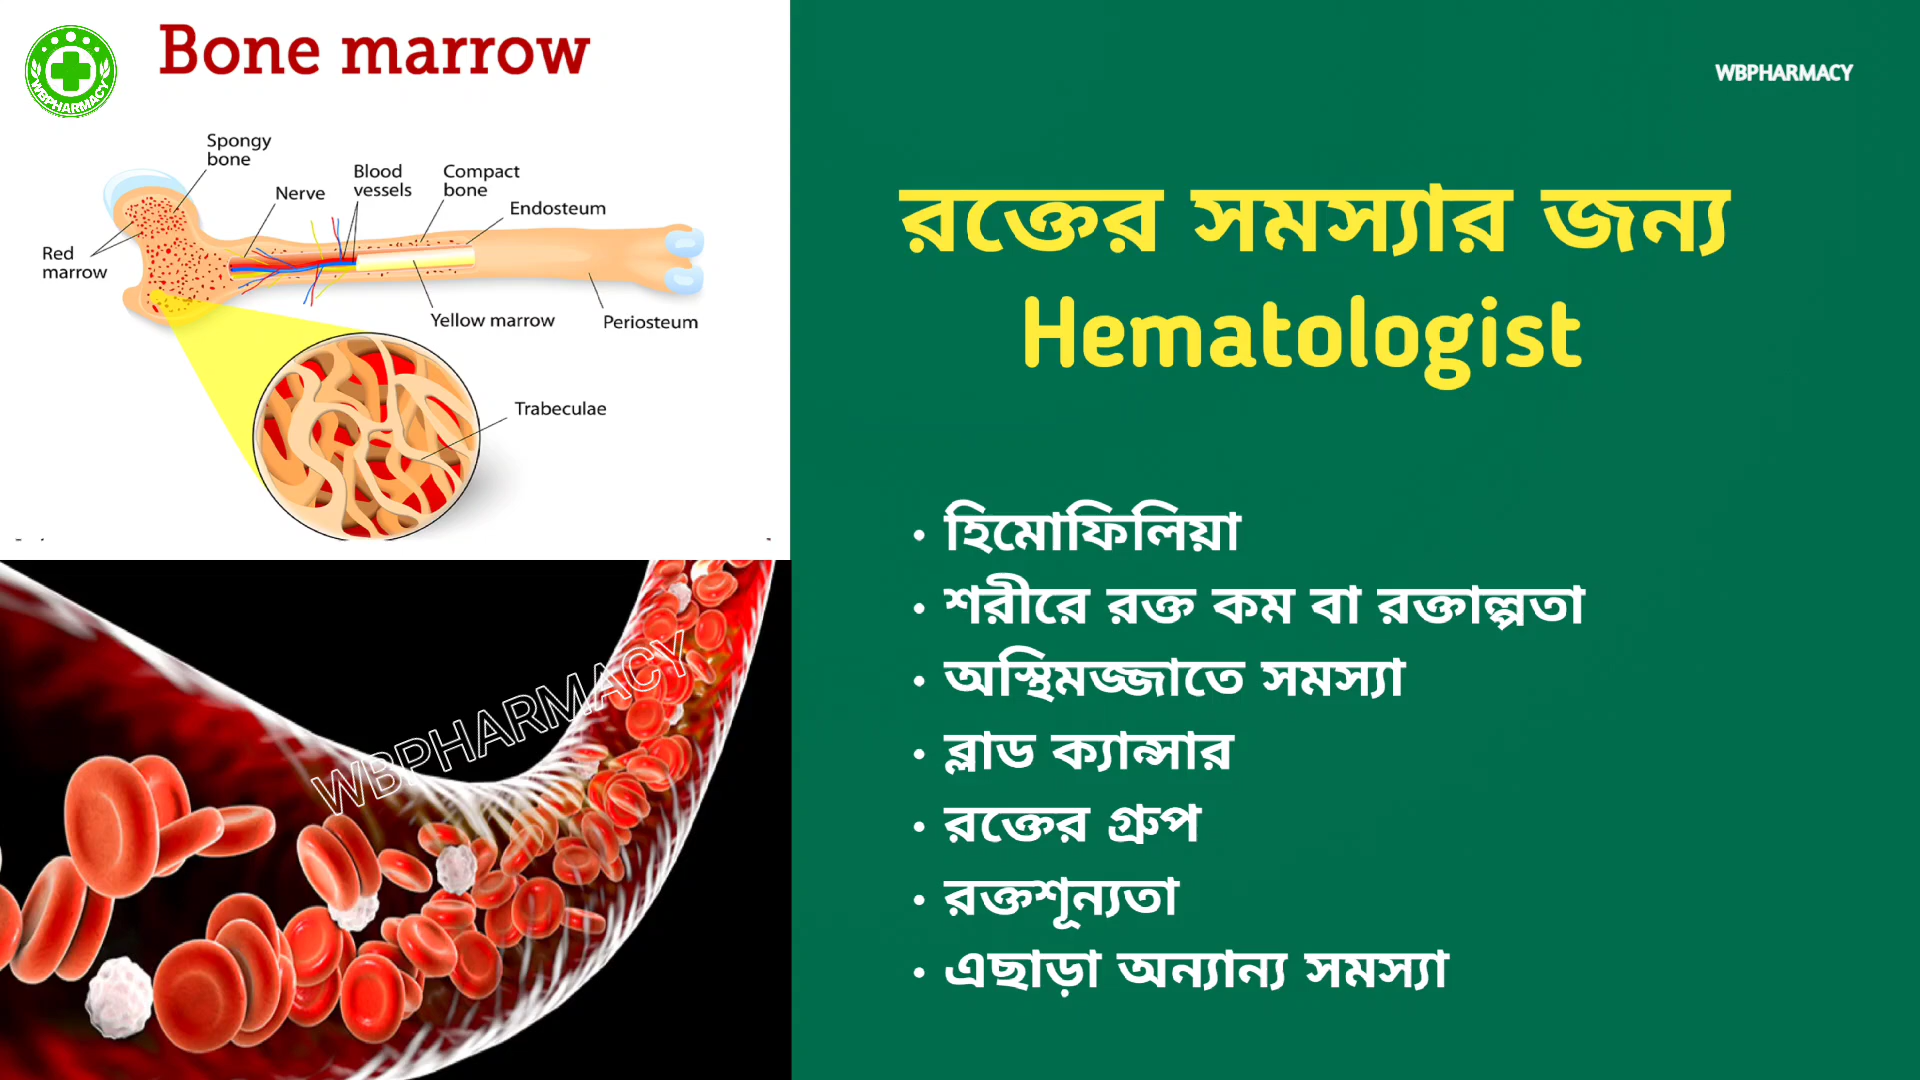 Bone marrow
WBPHARMACY
Spongy
bone
Nerve
Blood
vessels
Compact
bone
Endosteum
Red
marrow
Yellow marrow
Periosteum
Trabeculae
WBPHARMACY
WBPHARMACY
রক্তের সমস্যার জন্য
Hematologist
• হিমোফিলিয়া
• শরীরে রক্ত কম বা রক্তাল্পতা
• অস্থিমজ্জাতে সমস্যা
• ব্লাড ক্যান্সার
• রক্তের গ্রুপ
• রক্তশূন্যতা
• এছাড়া অন্যান্য সমস্যা